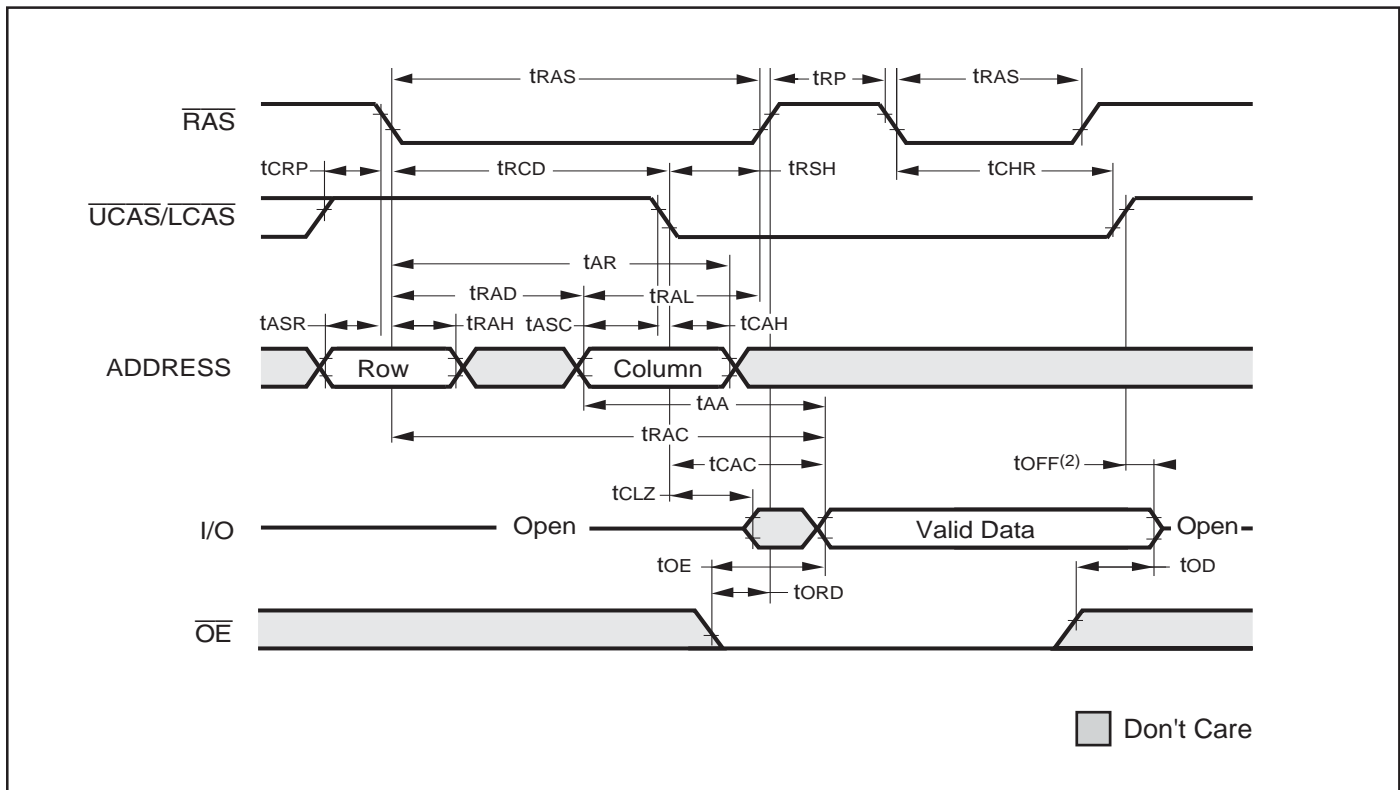 tRAS tRP tRAS
RAS
tCRP tRCD tRSH tCHR
UCAS/LCAS
tAR
tRAD tRAL
tASR tRAH tASC tCAH
ADDRESS Row Column
tAA
tRAC
tCAC tOFF(2)
tCLZ
I/O Open Valid Data Open
tOE tOD
tORD
OE
Don't Care